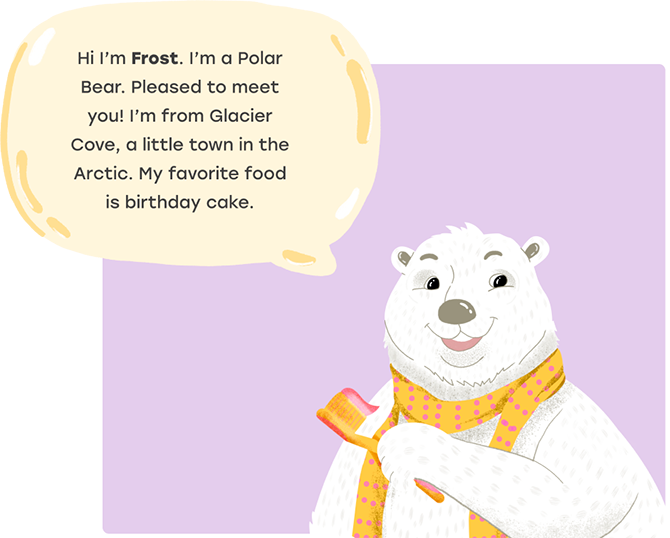 Hi I'm Frost. I'm a Polar
Bear. Pleased to meet
you! I'm from Glacier
Cove, a little town in the
Arctic. My favorite food
is birthday cake.